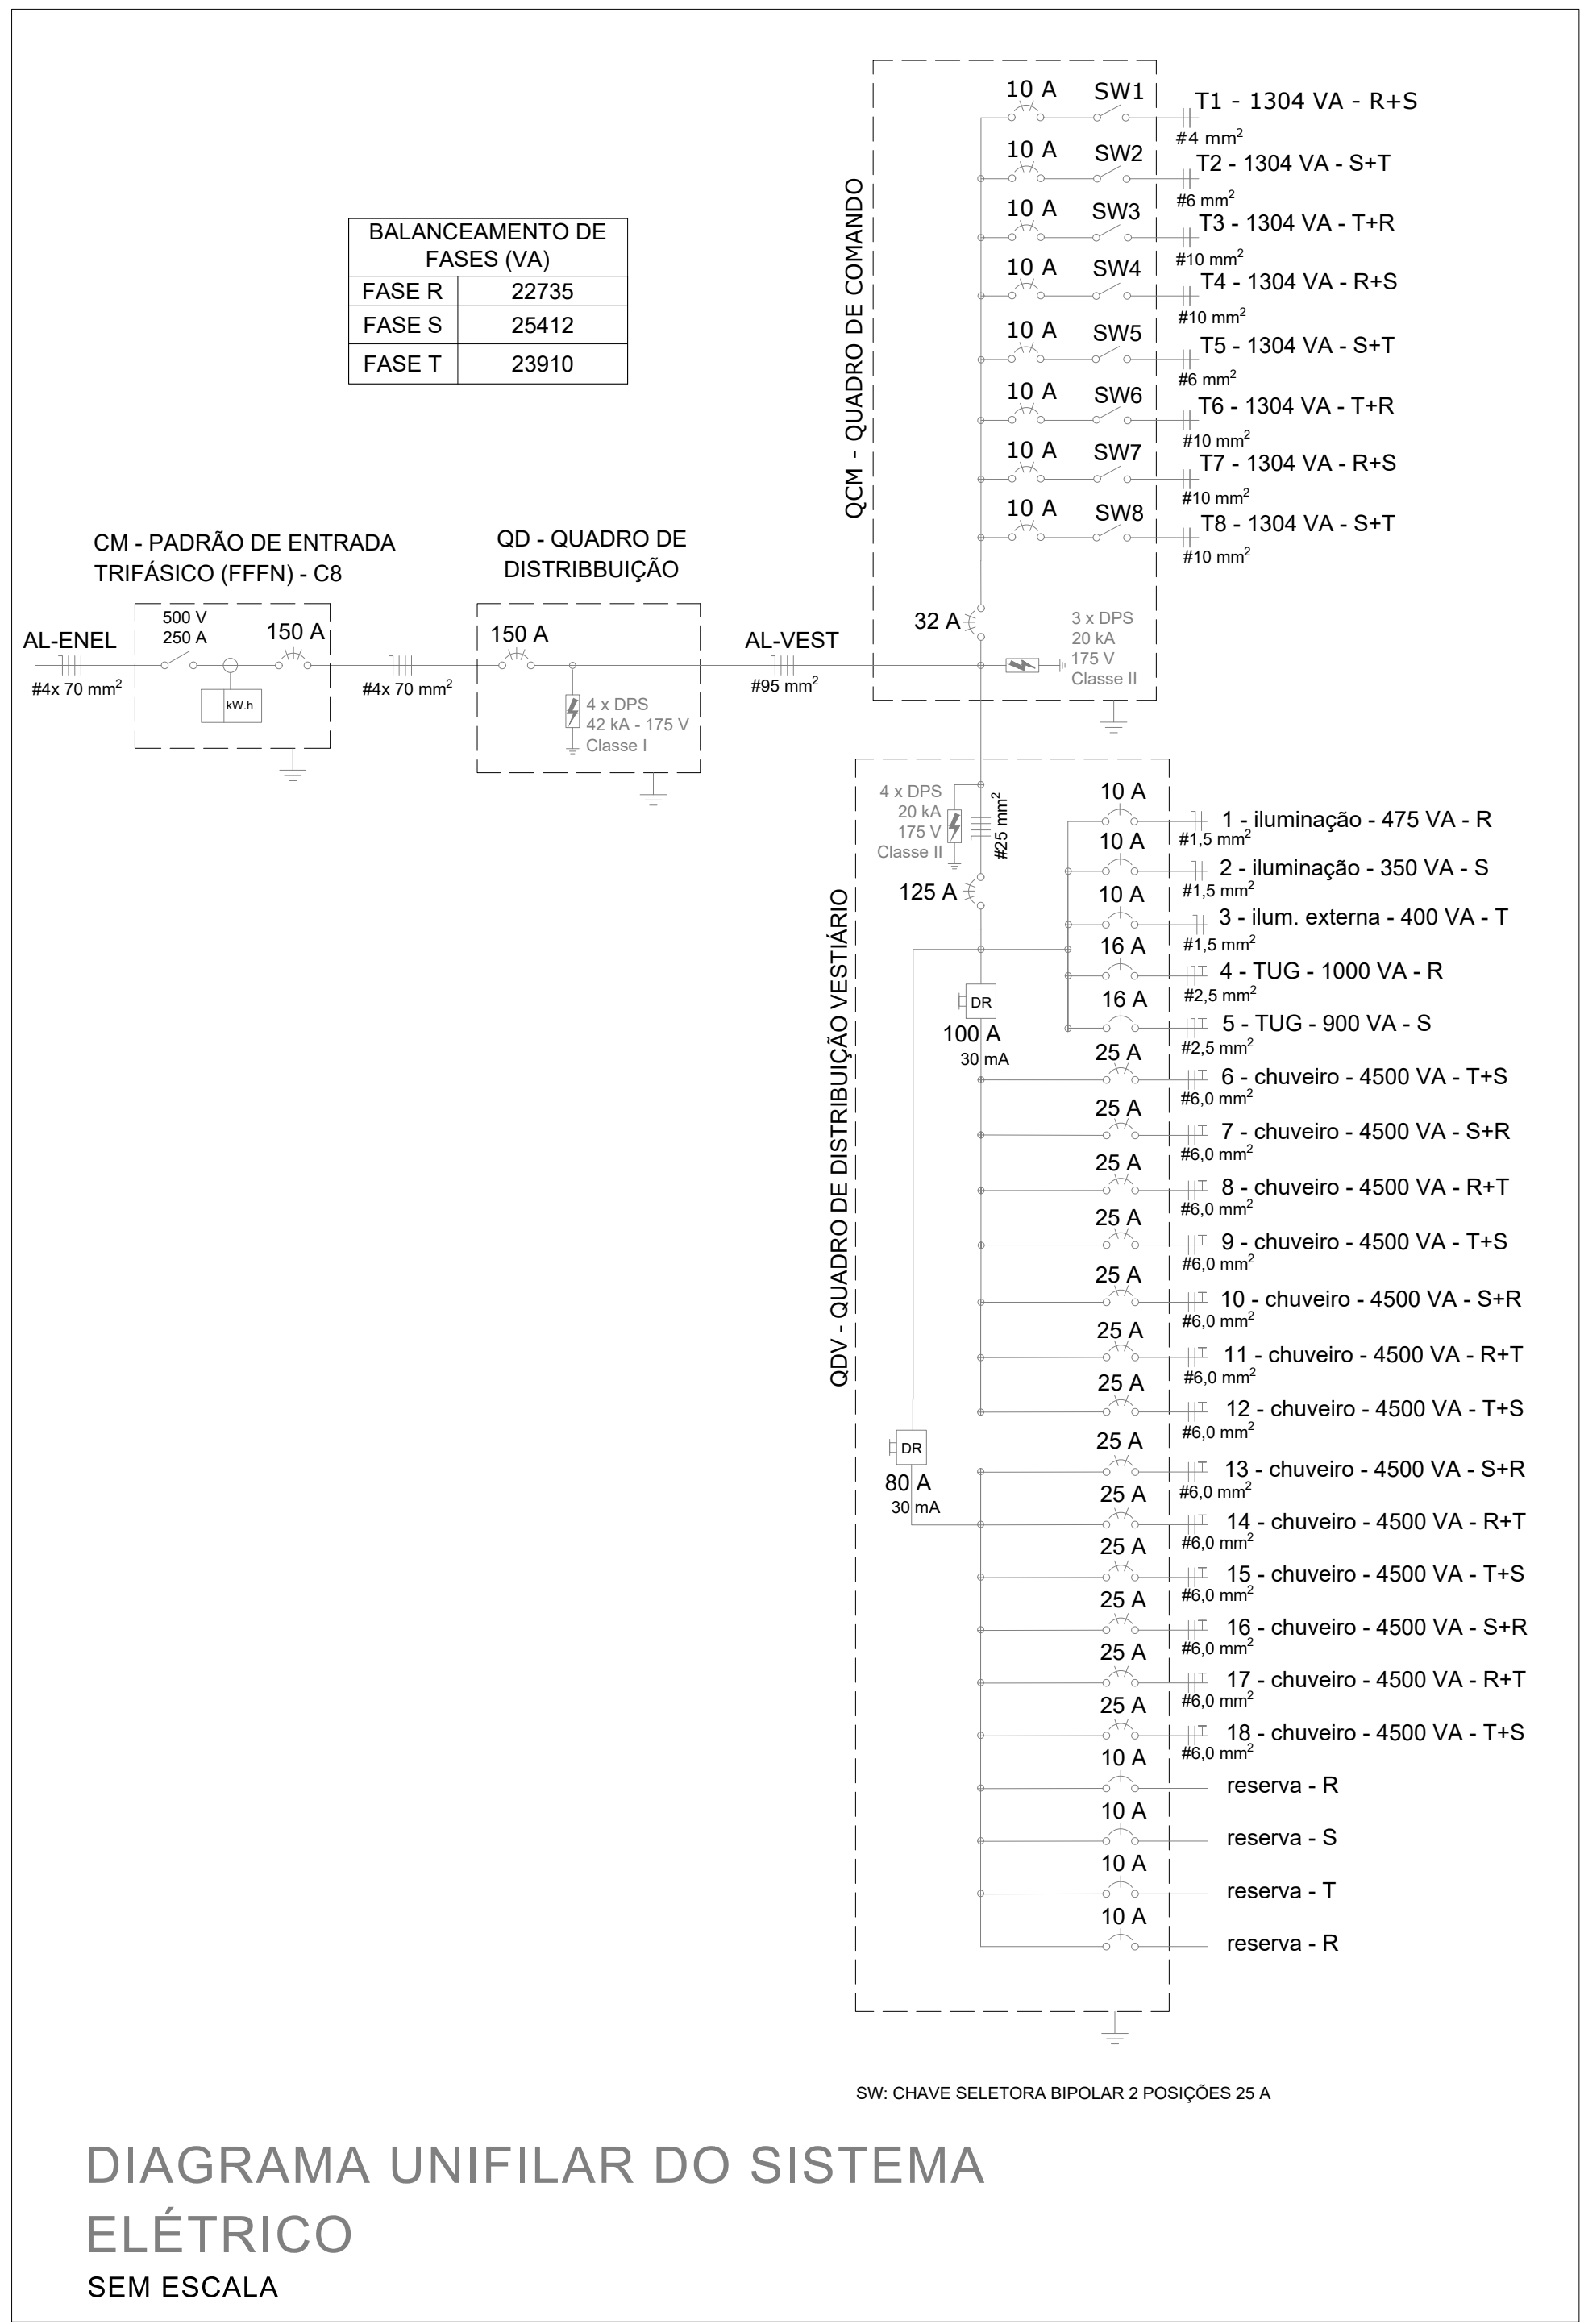 10 A SW1 T1 - 1304 VA - R+S
#4 mm²
10 A SW2 T2 - 1304 VA - S+T
#6 mm²
10 A SW3 T3 - 1304 VA - T+R
#10 mm²
10 A SW4 T4 - 1304 VA - R+S
#10 mm²
10 A SW5 T5 - 1304 VA - S+T
#6 mm²
10 A SW6 T6 - 1304 VA - T+R
#10 mm²
10 A SW7 T7 - 1304 VA - R+S
#10 mm²
10 A SW8 T8 - 1304 VA - S+T
#10 mm²
QCM - QUADRO DE COMANDO
BALANCEAMENTO DE
FASES (VA)
FASE R 22735
FASE S 25412
FASE T 23910
CM - PADRÃO DE ENTRADA
TRIFÁSICO (FFFN) - C8
QD - QUADRO DE
DISTRIBBUIÇÃO
AL-ENEL
#4x 70 mm²
500 V
250 A
150 A
kW.h
#4x 70 mm²
150 A
4 x DPS
42 kA - 175 V
Classe I
AL-VEST
#95 mm²
32 A
3 x DPS
20 kA
175 V
Classe II
QDV - QUADRO DE DISTRIBUIÇÃO VESTIÁRIO
4 x DPS
20 kA
175 V
Classe II
#25 mm²
125 A
DR
100 A
30 mA
DR
80 A
30 mA
10 A 1 - iluminação - 475 VA - R
#1,5 mm²
10 A 2 - iluminação - 350 VA - S
#1,5 mm²
10 A 3 - ilum. externa - 400 VA - T
#1,5 mm²
16 A 4 - TUG - 1000 VA - R
#2,5 mm²
16 A 5 - TUG - 900 VA - S
#2,5 mm²
25 A 6 - chuveiro - 4500 VA - T+S
#6,0 mm²
25 A 7 - chuveiro - 4500 VA - S+R
#6,0 mm²
25 A 8 - chuveiro - 4500 VA - R+T
#6,0 mm²
25 A 9 - chuveiro - 4500 VA - T+S
#6,0 mm²
25 A 10 - chuveiro - 4500 VA - S+R
#6,0 mm²
25 A 11 - chuveiro - 4500 VA - R+T
#6,0 mm²
25 A 12 - chuveiro - 4500 VA - T+S
#6,0 mm²
25 A 13 - chuveiro - 4500 VA - S+R
#6,0 mm²
25 A 14 - chuveiro - 4500 VA - R+T
#6,0 mm²
25 A 15 - chuveiro - 4500 VA - T+S
#6,0 mm²
25 A 16 - chuveiro - 4500 VA - S+R
#6,0 mm²
25 A 17 - chuveiro - 4500 VA - R+T
#6,0 mm²
25 A 18 - chuveiro - 4500 VA - T+S
#6,0 mm²
10 A reserva - R
10 A reserva - S
10 A reserva - T
10 A reserva - R
SW: CHAVE SELETORA BIPOLAR 2 POSIÇÕES 25 A
DIAGRAMA UNIFILAR DO SISTEMA
ELÉTRICO
SEM ESCALA